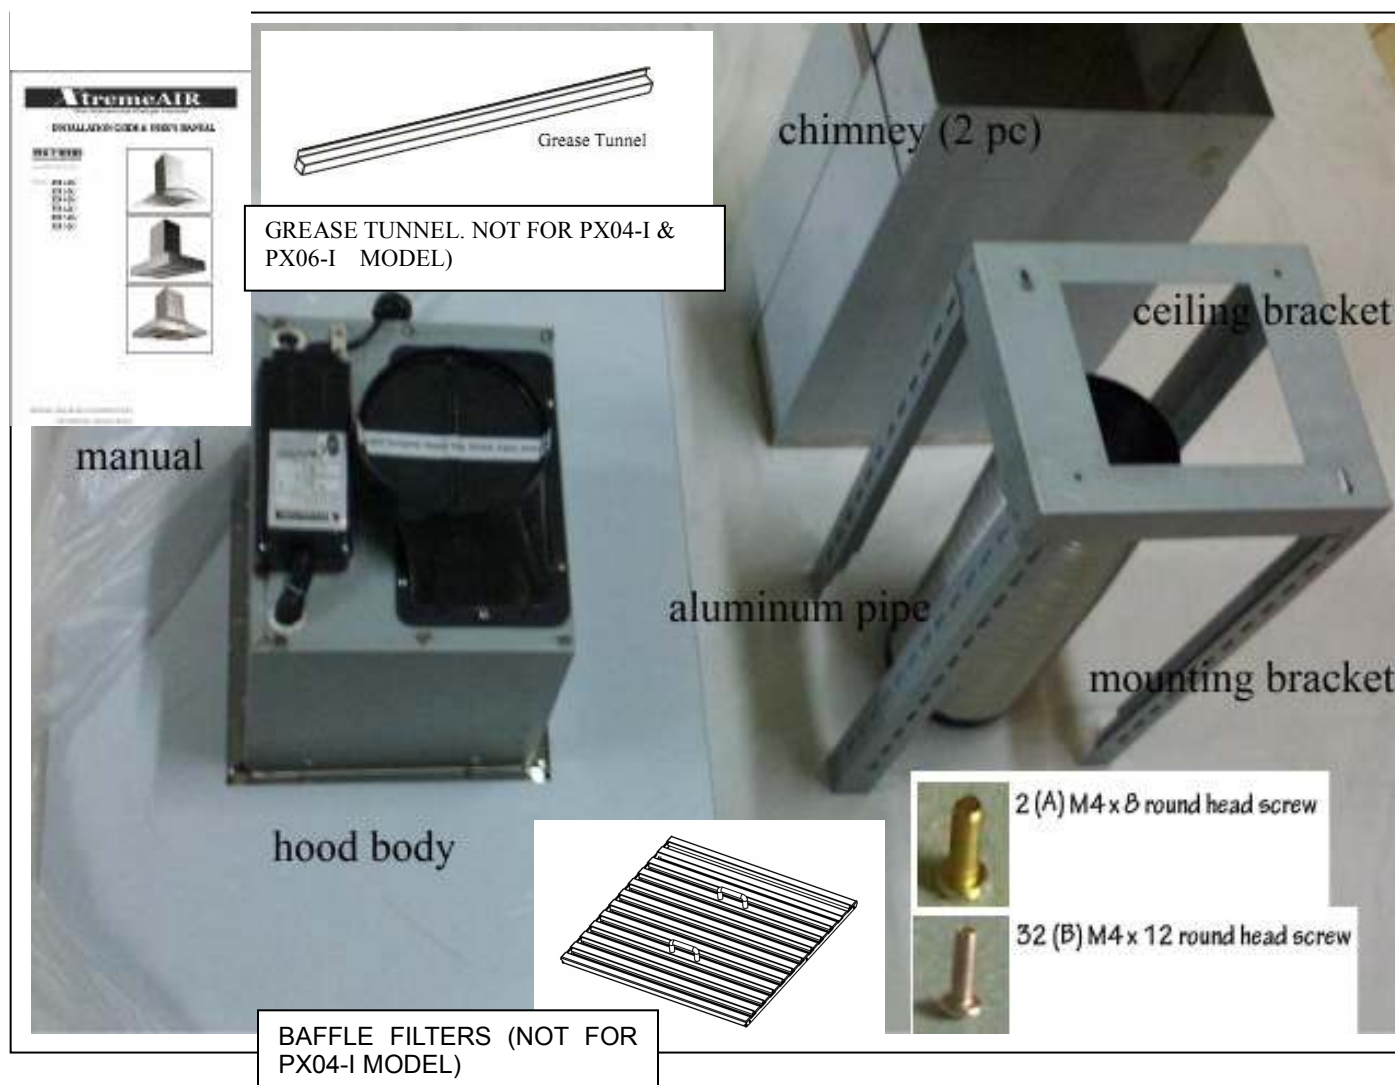 XtremeAIR
INSTALLATION GUIDE & USER'S MANUAL
manual
Grease Tunnel
GREASE TUNNEL. NOT FOR PX04-I &
PX06-I MODEL)
chimney (2 pc)
ceiling bracket
aluminum pipe
mounting bracket
hood body
2 (A) M4 x 8 round head screw
32 (B) M4 x 12 round head screw
BAFFLE FILTERS (NOT FOR
PX04-I MODEL)